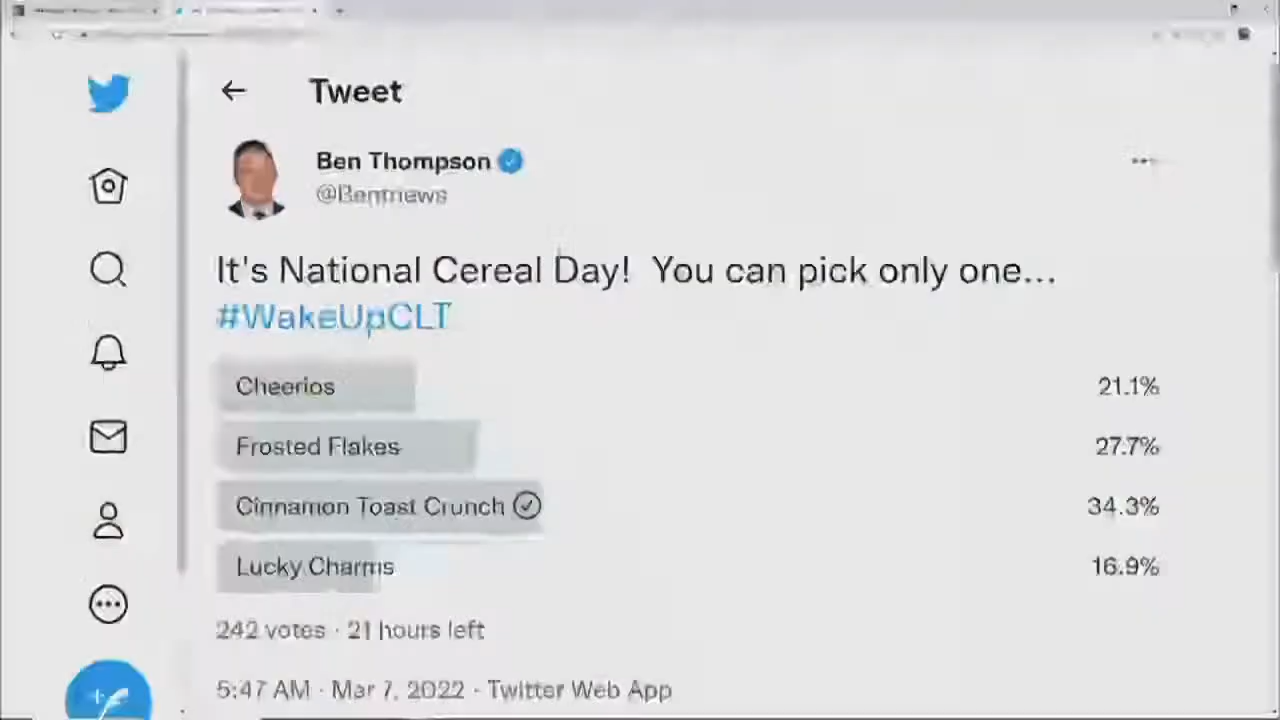 Tweet
Ben Thompson
@Bentnews
It's National Cereal Day! You can pick only one...
#WakeUpCLT
Cheerios 21.1%
Frosted Flakes 27.7%
Cinnamon Toast Crunch 34.3%
Lucky Charms 16.9%
242 votes · 21 hours left
5:47 AM · Mar 7, 2022 · Twitter Web App